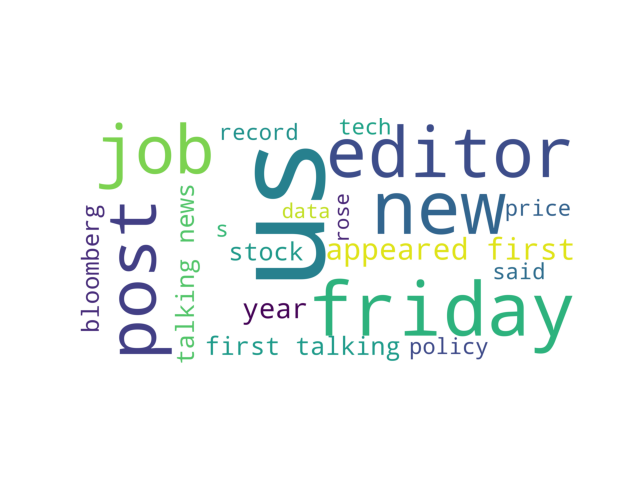 job
record
tech
editor
us
new
post
bloomberg
talking news
s
data
rose
price
stock
appeared first
said
year
friday
first talking
policy